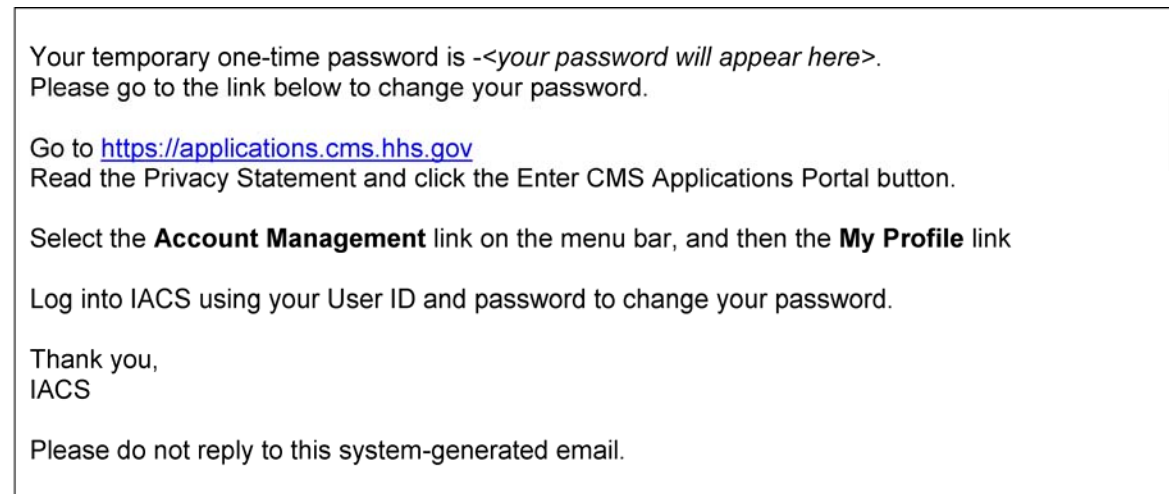 Your temporary one-time password is -<your password will appear here>.
Please go to the link below to change your password.
Go to https://applications.cms.hhs.gov
Read the Privacy Statement and click the Enter CMS Applications Portal button.
Select the Account Management link on the menu bar, and then the My Profile link
Log into IACS using your User ID and password to change your password.
Thank you,
IACS
Please do not reply to this system-generated email.